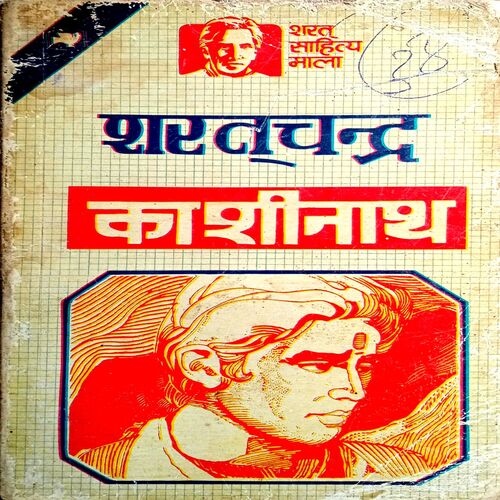 शरत्
साहित्य
माला
शरत्चन्द्र
काशीनाथ